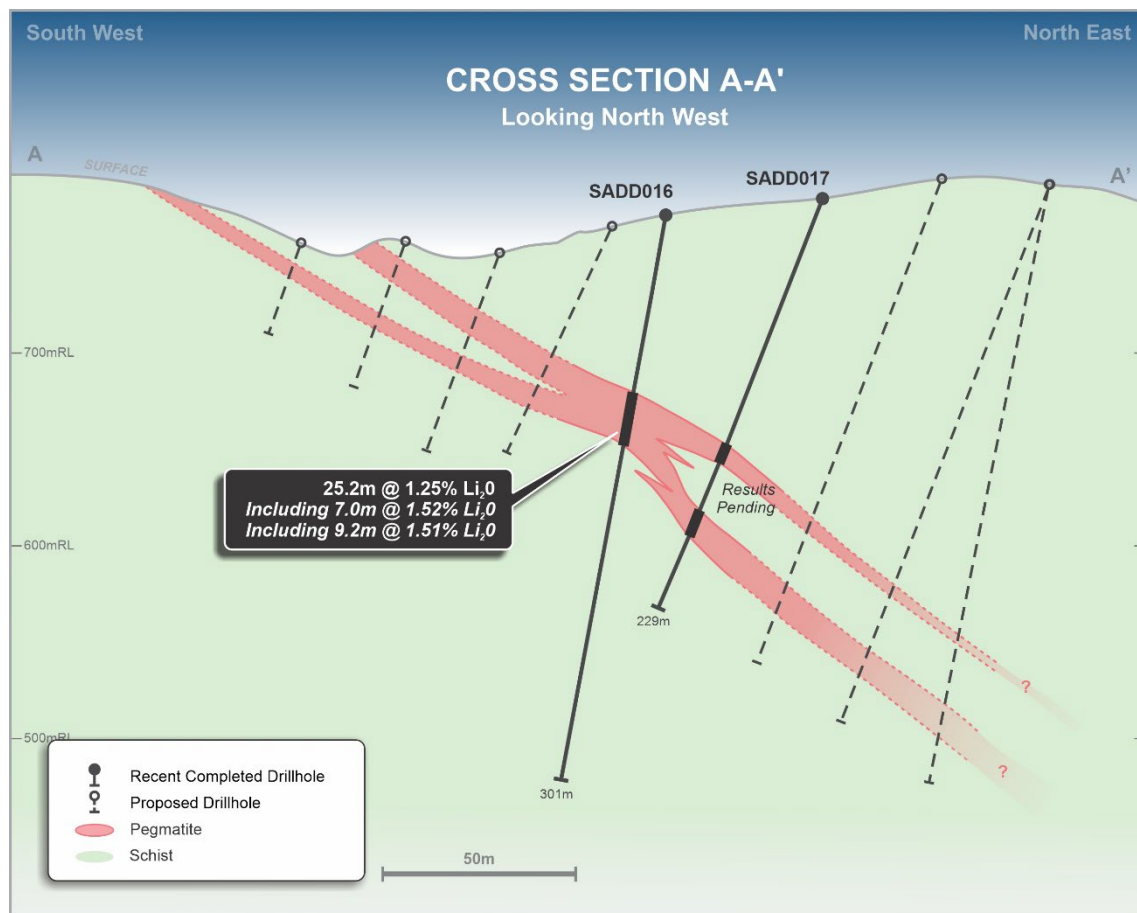 South West
North East
CROSS SECTION A-A'
Looking North West
A
SURFACE
A'
SADD016
SADD017
700mRL
25.2m @ 1.25% Li₂0
Including 7.0m @ 1.52% Li₂0
Including 9.2m @ 1.51% Li₂0
Results
Pending
600mRL
229m
?
500mRL
?
301m
Recent Completed Drillhole
Proposed Drillhole
Pegmatite
Schist
50m